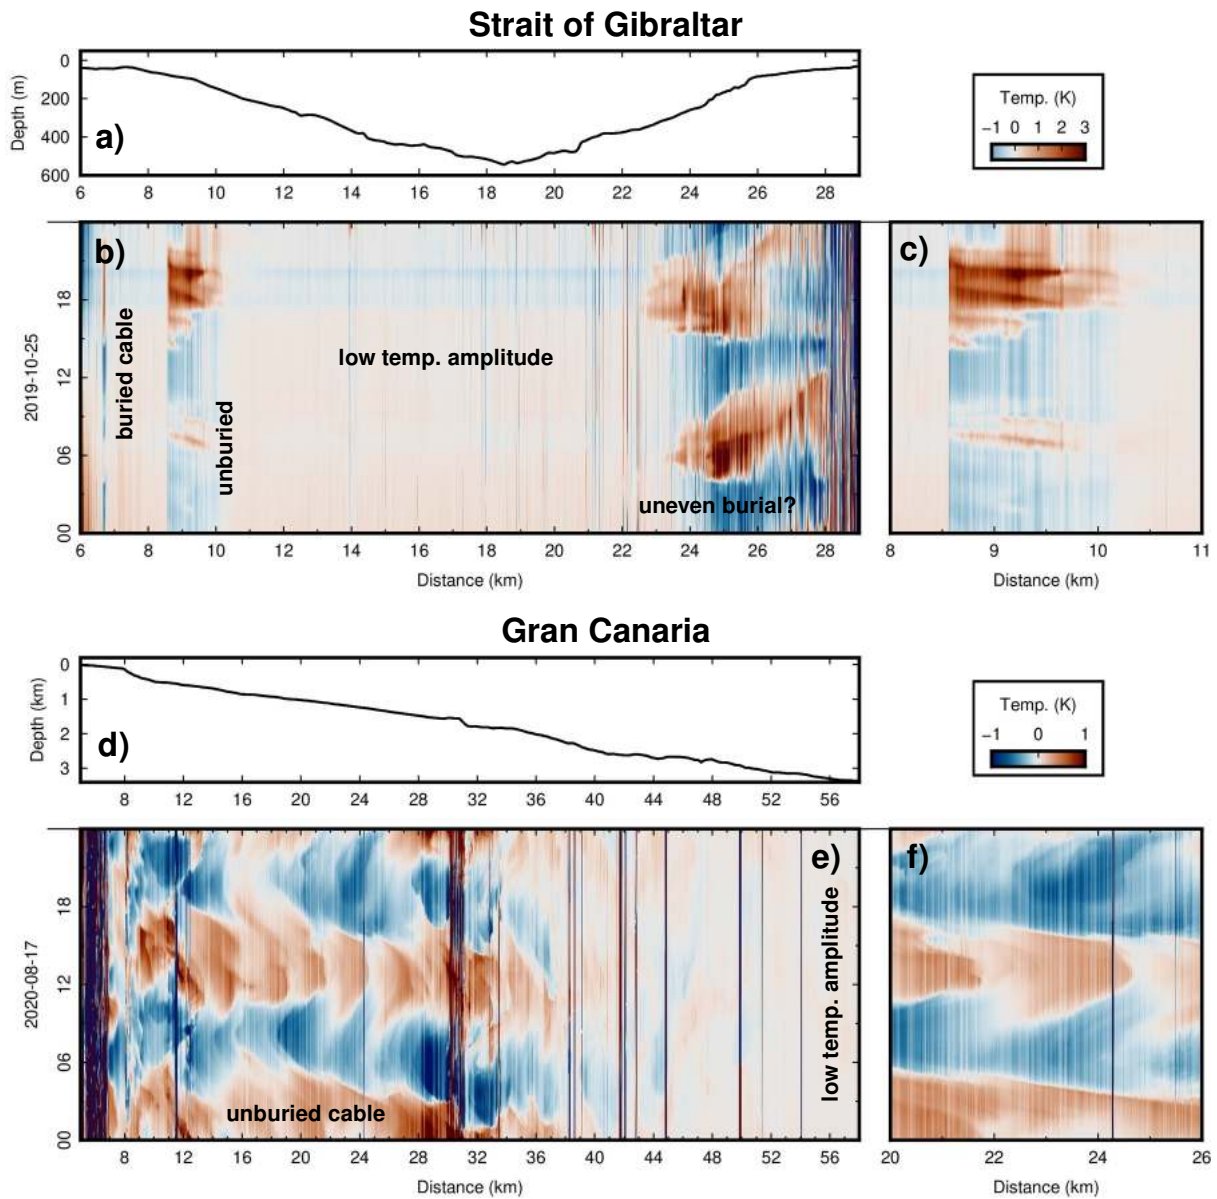 Strait of Gibraltar
0
200
400
600
Depth (m)
a)
6 8 10 12 14 16 18 20 22 24 26 28
Temp. (K)
−1 0 1 2 3
b)
buried cable
unburied
low temp. amplitude
uneven burial?
2019-10-25
00 06 12 18
6 8 10 12 14 16 18 20 22 24 26 28
Distance (km)
c)
8 9 10 11
Distance (km)
Gran Canaria
0
1
2
3
Depth (km)
d)
8 12 16 20 24 28 32 36 40 44 48 52 56
Temp. (K)
−1 0 1
e)
low temp. amplitude
unburied cable
2020-08-17
00 06 12 18
8 12 16 20 24 28 32 36 40 44 48 52 56
Distance (km)
f)
20 22 24 26
Distance (km)